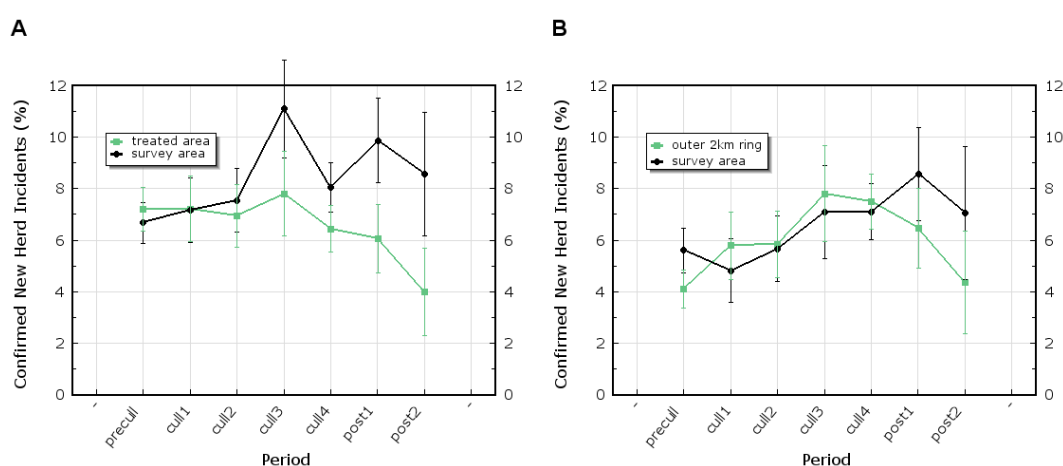 A
Confirmed New Herd Incidents (%)
12
10
8
6
4
2
0
treated area
survey area
12
10
8
6
4
2
0
-
precull
cull1
cull2
cull3
cull4
post1
post2
-
Period
B
Confirmed New Herd Incidents (%)
12
10
8
6
4
2
0
outer 2km ring
survey area
12
10
8
6
4
2
0
-
precull
cull1
cull2
cull3
cull4
post1
post2
-
Period